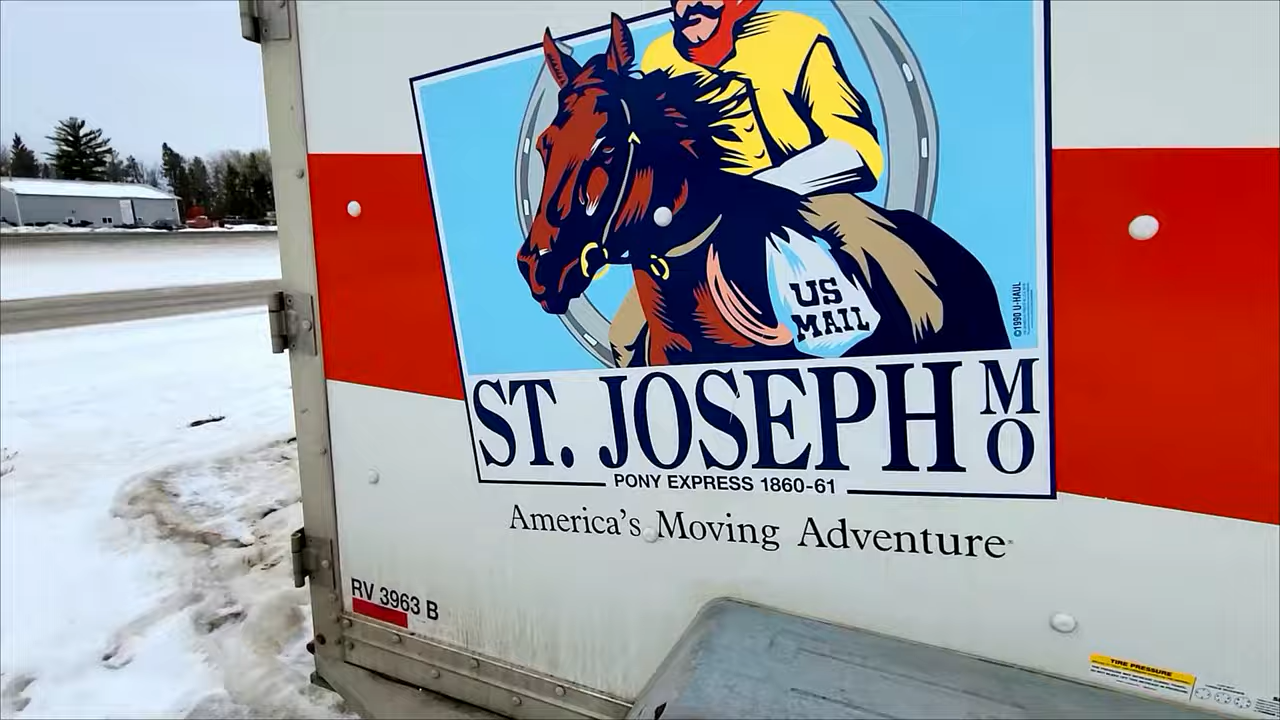 US
MAIL
©1990 U-HAUL
ST. JOSEPH MO
PONY EXPRESS 1860-61
America's Moving Adventure
RV 3963 B
TIRE PRESSURE